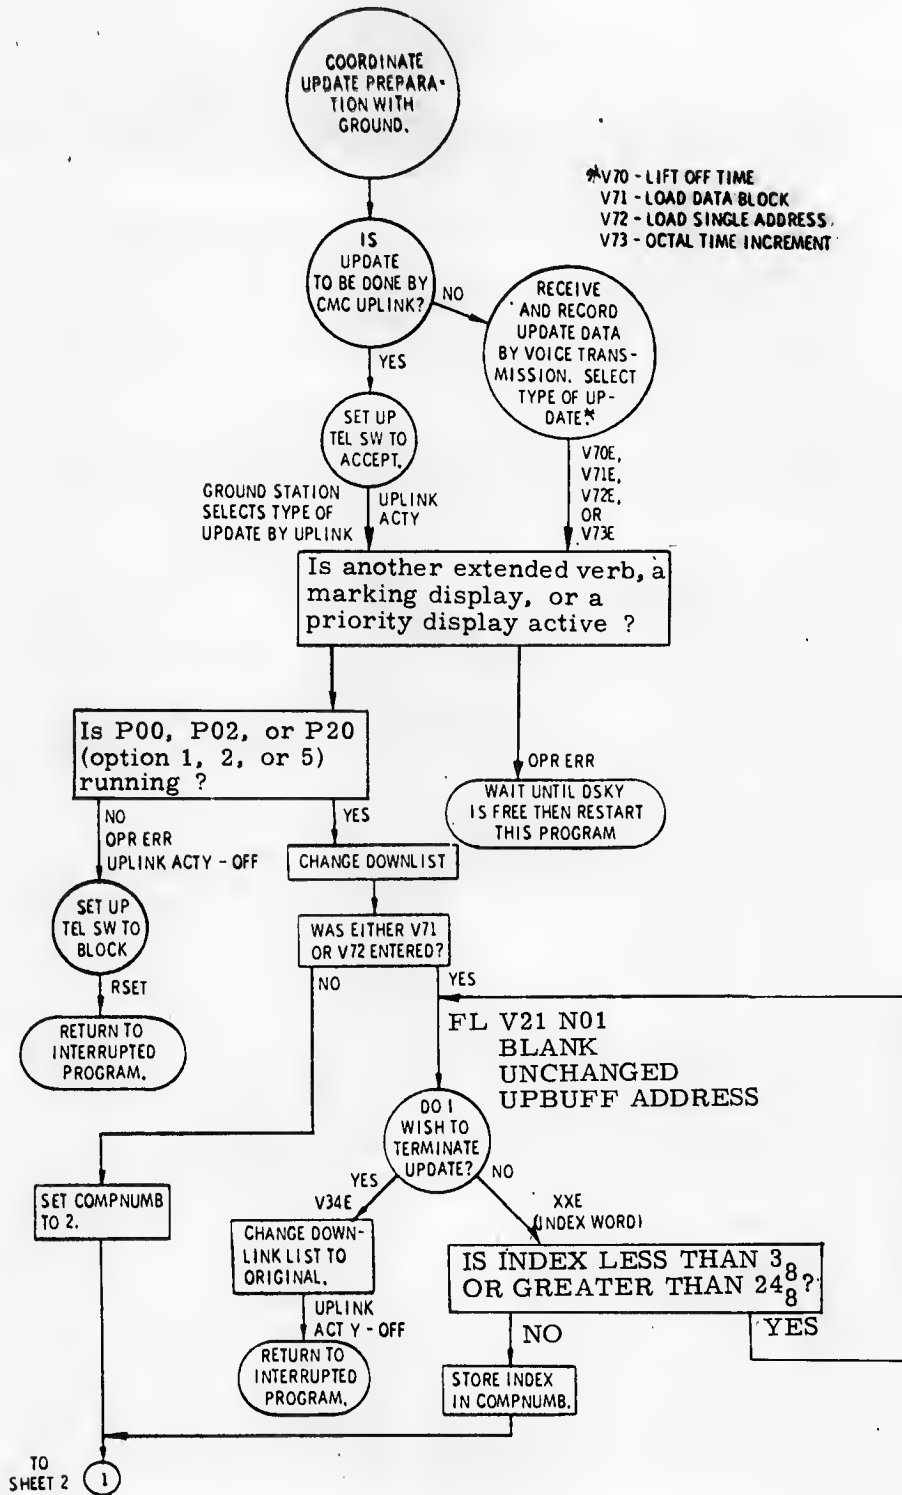 COORDINATE
UPDATE PREPARA-
TION WITH
GROUND.
*V70 - LIFT OFF TIME
V71 - LOAD DATA BLOCK
V72 - LOAD SINGLE ADDRESS.
V73 - OCTAL TIME INCREMENT
IS
UPDATE
TO BE DONE BY
CMC UPLINK?
NO
RECEIVE
AND RECORD
UPDATE DATA
BY VOICE TRANS-
MISSION. SELECT
TYPE OF UP-
DATE.*
YES
SET UP
TEL SW TO
ACCEPT.
GROUND STATION
SELECTS TYPE OF
UPDATE BY UPLINK
UPLINK
ACTY
V70E,
V71E,
V72E,
OR
V73E
Is another extended verb, a
marking display, or a
priority display active ?
Is P00, P02, or P20
(option 1, 2, or 5)
running ?
OPR ERR
WAIT UNTIL DSKY
IS FREE THEN RESTART
THIS PROGRAM
NO
OPR ERR
UPLINK ACTY - OFF
YES
CHANGE DOWNLIST
SET UP
TEL SW TO
BLOCK
WAS EITHER V71
OR V72 ENTERED?
RSET
NO
YES
RETURN TO
INTERRUPTED
PROGRAM.
FL V21 N01
BLANK
UNCHANGED
UPBUFF ADDRESS
DO I
WISH TO
TERMINATE
UPDATE?
YES
NO
V34E
XXE
(INDEX WORD)
SET COMPNUMB
TO 2.
CHANGE DOWN-
LINK LIST TO
ORIGINAL.
IS INDEX LESS THAN 3₈
OR GREATER THAN 24₈?
UPLINK
ACTY - OFF
NO
YES
RETURN TO
INTERRUPTED
PROGRAM.
STORE INDEX
IN COMPNUMB.
TO
SHEET 2
1